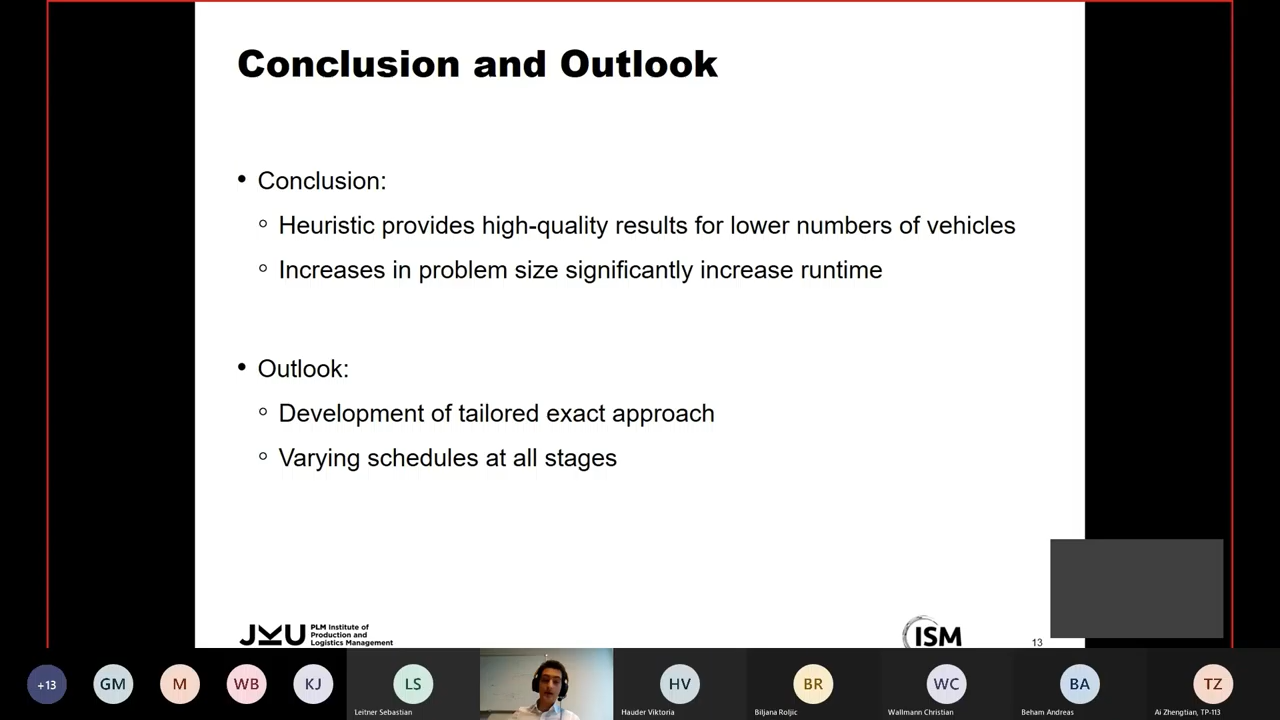 Conclusion and Outlook
• Conclusion:
○ Heuristic provides high-quality results for lower numbers of vehicles
○ Increases in problem size significantly increase runtime
• Outlook:
○ Development of tailored exact approach
○ Varying schedules at all stages
JKU PLM Institute of
Production and
Logistics Management
ISM
13
+13
GM
M
WB
KJ
LS
HV
BR
WC
BA
TZ
Leitner Sebastian
Hauder Viktoria
Biljana Roljic
Wallmann Christian
Beham Andreas
Ai Zhengtian, TP-113